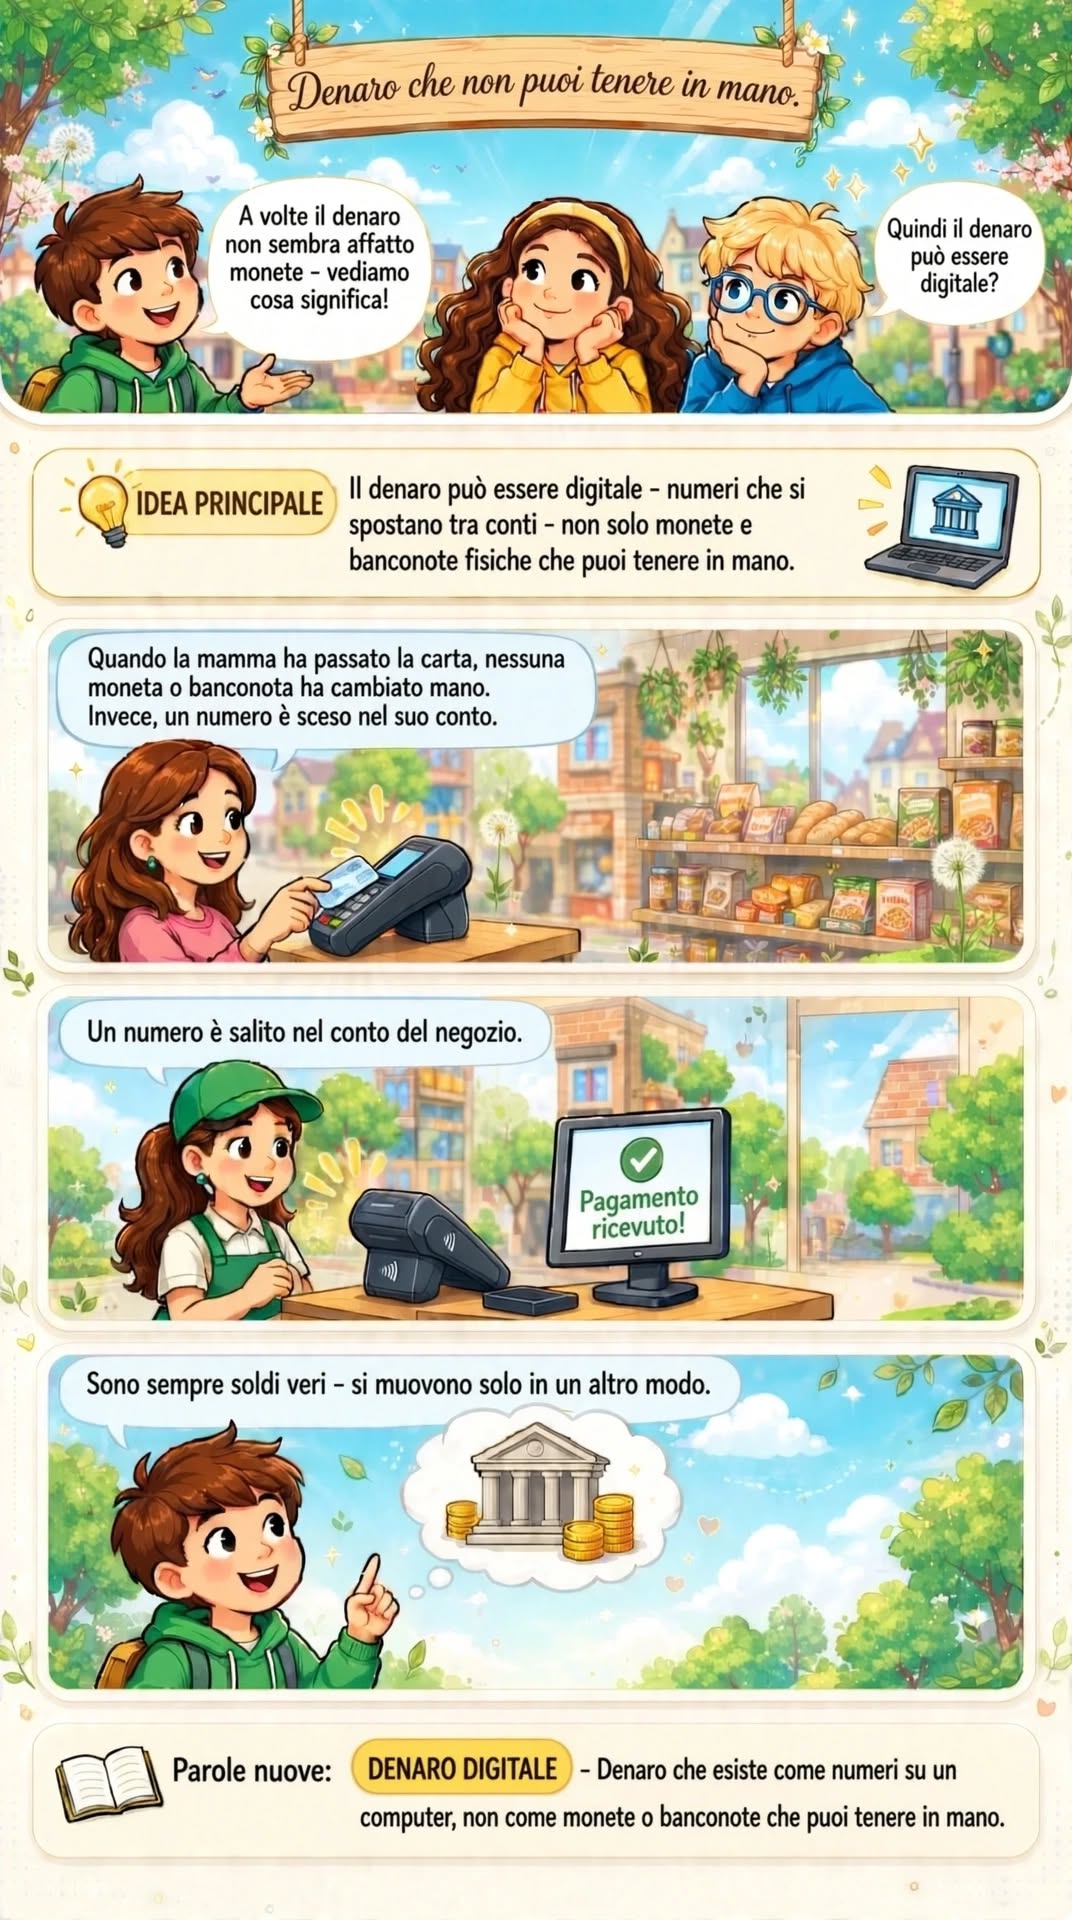 Denaro che non puoi tenere in mano.
A volte il denaro
non sembra affatto
monete - vediamo
cosa significa!
Quindi il denaro
può essere
digitale?
IDEA PRINCIPALE
Il denaro può essere digitale - numeri che si
spostano tra conti - non solo monete e
banconote fisiche che puoi tenere in mano.
Quando la mamma ha passato la carta, nessuna
moneta o banconota ha cambiato mano.
Invece, un numero è sceso nel suo conto.
Un numero è salito nel conto del negozio.
Pagamento
ricevuto!
Sono sempre soldi veri - si muovono solo in un altro modo.
Parole nuove: DENARO DIGITALE - Denaro che esiste come numeri su un
computer, non come monete o banconote che puoi tenere in mano.